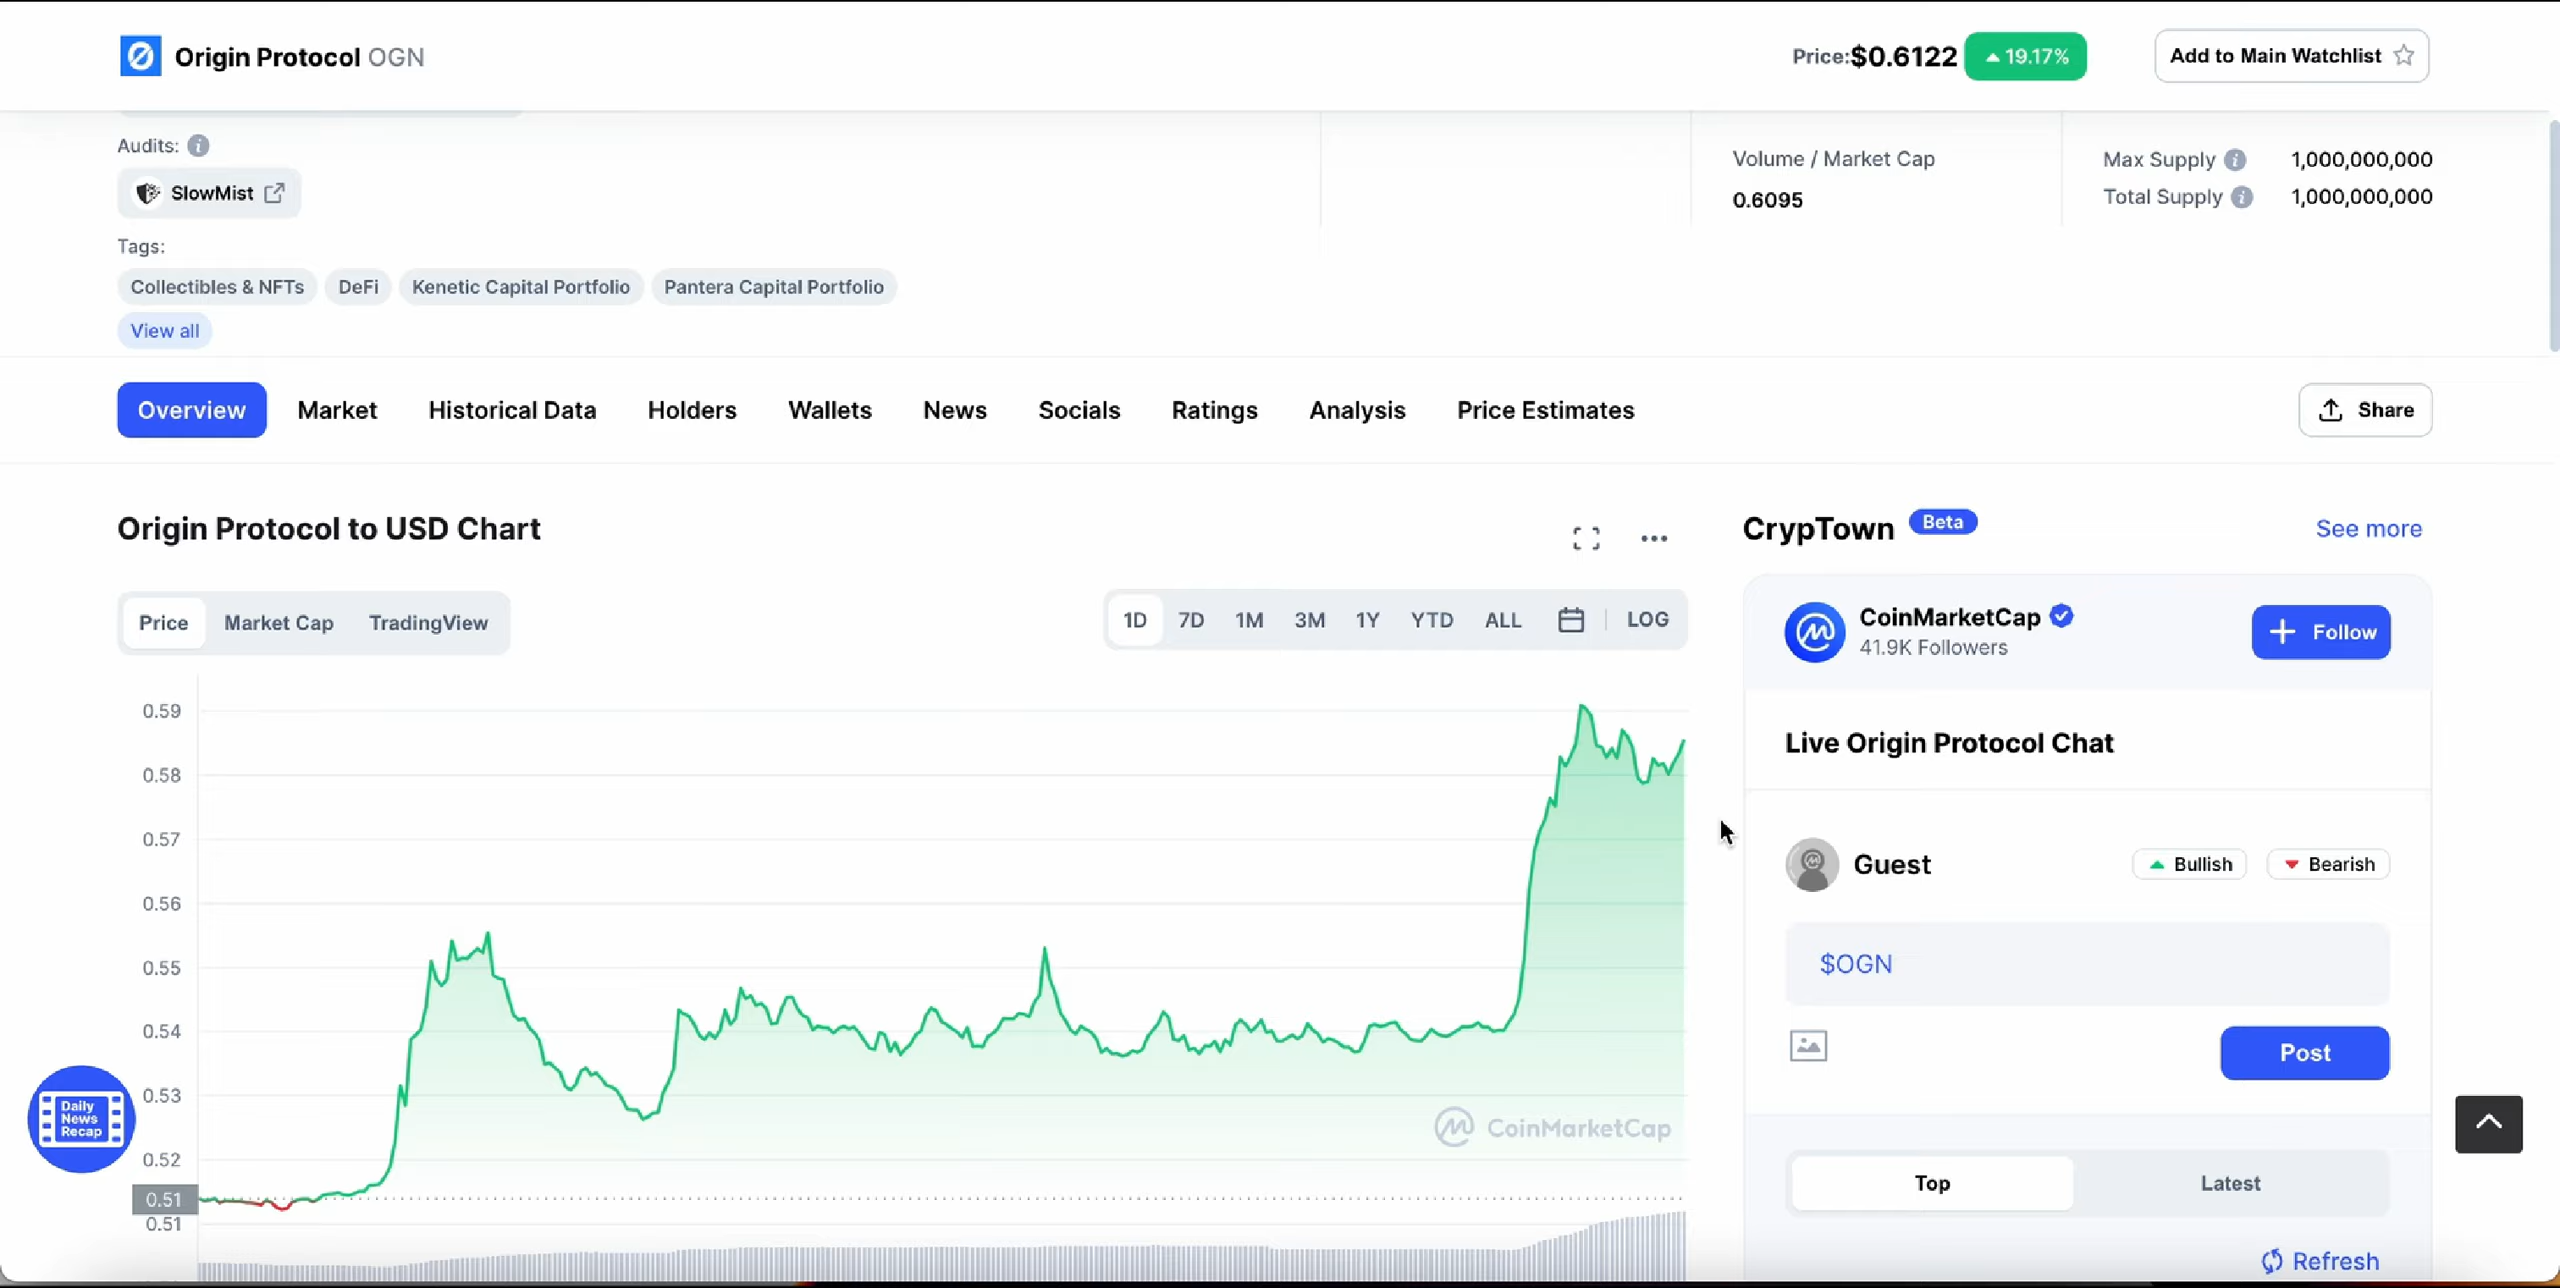 Origin Protocol OGN
Price:$0.6122 19.17%
Add to Main Watchlist
Audits:
SlowMist
Volume / Market Cap
0.6095
Max Supply 1,000,000,000
Total Supply 1,000,000,000
Tags:
Collectibles & NFTs DeFi Kenetic Capital Portfolio Pantera Capital Portfolio
View all
Overview Market Historical Data Holders Wallets News Socials Ratings Analysis Price Estimates Share
Origin Protocol to USD Chart
Price Market Cap TradingView
1D 7D 1M 3M 1Y YTD ALL LOG
0.59
0.58
0.57
0.56
0.55
0.54
0.53
0.52
0.51
0.51
CoinMarketCap
Daily
News
Recap
CrypTown Beta See more
CoinMarketCap
41.9K Followers
Follow
Live Origin Protocol Chat
Guest Bullish Bearish
$OGN
Post
Top Latest
Refresh